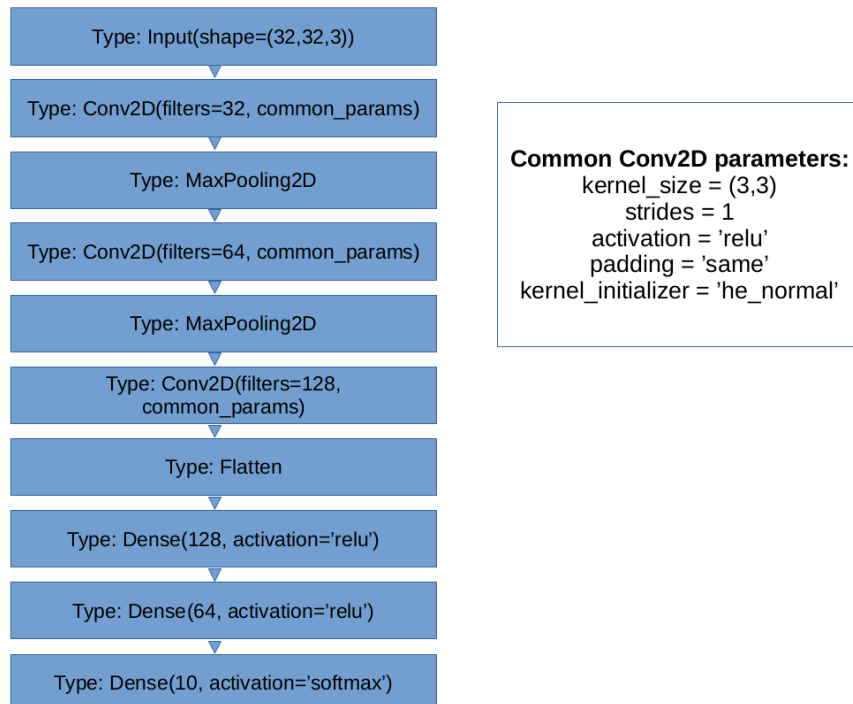 Type: Input(shape=(32,32,3))
Type: Conv2D(filters=32, common_params)
Type: MaxPooling2D
Type: Conv2D(filters=64, common_params)
Type: MaxPooling2D
Type: Conv2D(filters=128,
common_params)
Type: Flatten
Type: Dense(128, activation=’relu’)
Type: Dense(64, activation=’relu’)
Type: Dense(10, activation=’softmax’)
Common Conv2D parameters:
kernel_size = (3,3)
strides = 1
activation = ’relu’
padding = ’same’
kernel_initializer = ’he_normal’